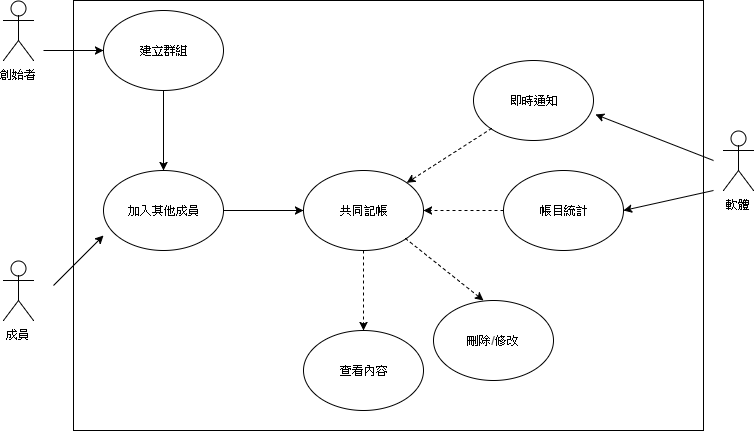 建立群組
創始者
即時通知
加入其他成員
共同記帳
帳目統計
軟體
成員
刪除/修改
查看內容